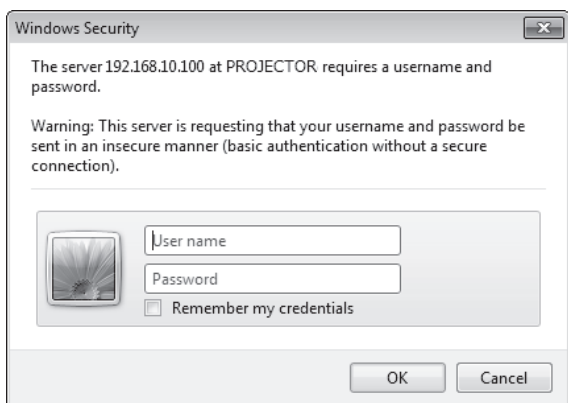 Windows Security
The server 192.168.10.100 at PROJECTOR requires a username and
password.
Warning: This server is requesting that your username and password be
sent in an insecure manner (basic authentication without a secure
connection).
User name
Password
Remember my credentials
OK Cancel